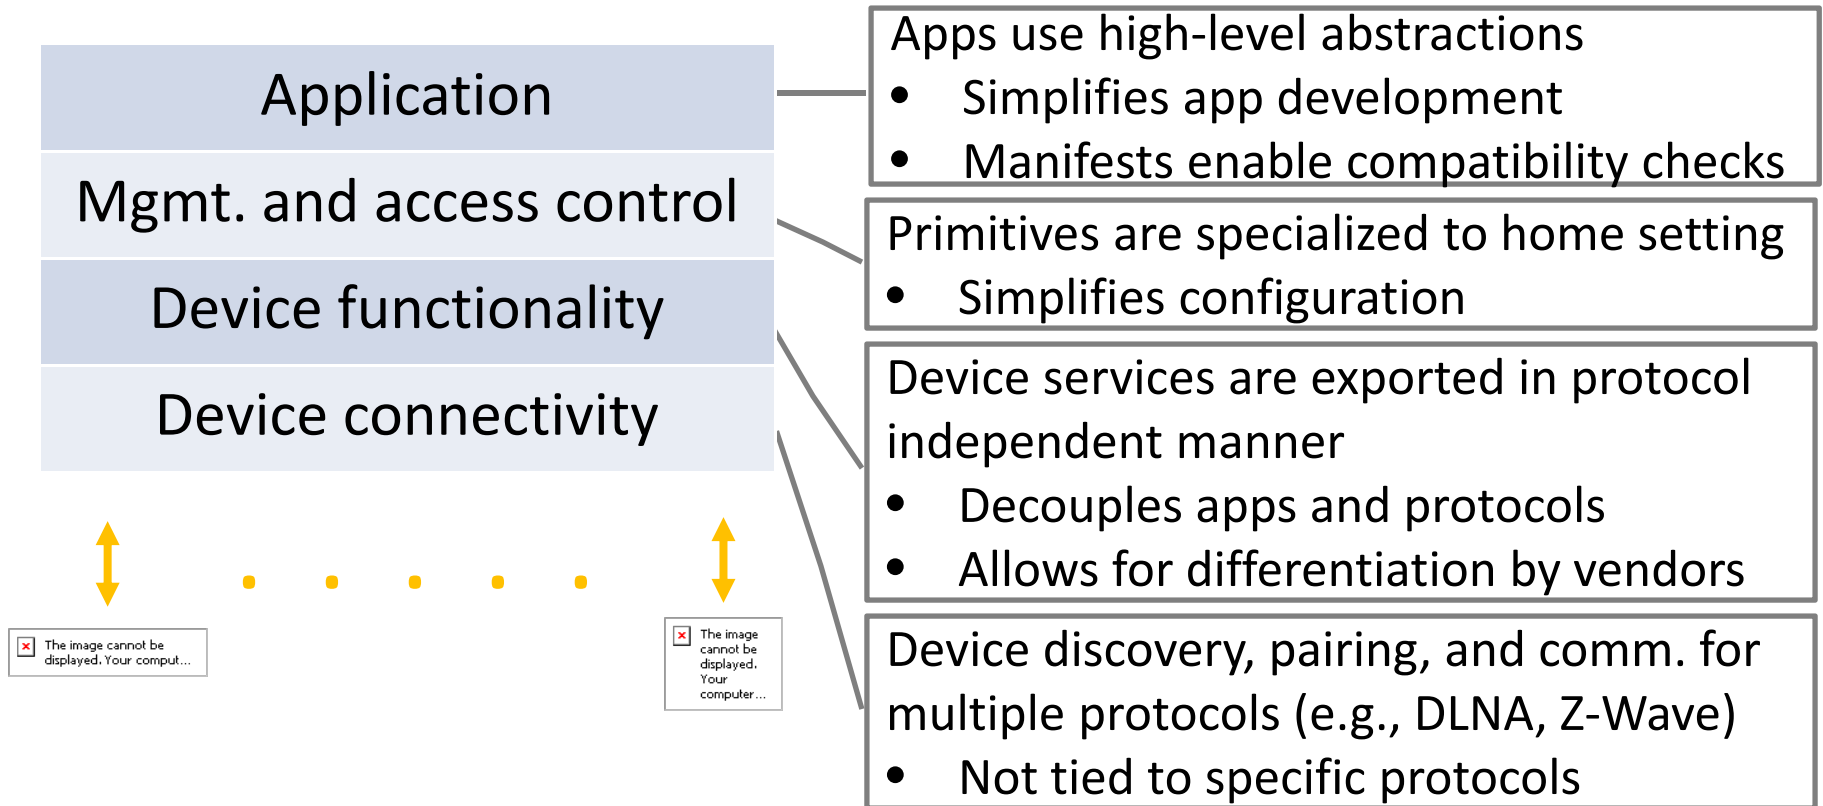 Application
Mgmt. and access control
Device functionality
Device connectivity
The image cannot be
displayed. Your comput...
The image
cannot be
displayed.
Your
computer...
Apps use high-level abstractions
• Simplifies app development
• Manifests enable compatibility checks
Primitives are specialized to home setting
• Simplifies configuration
Device services are exported in protocol
independent manner
• Decouples apps and protocols
• Allows for differentiation by vendors
Device discovery, pairing, and comm. for
multiple protocols (e.g., DLNA, Z-Wave)
• Not tied to specific protocols